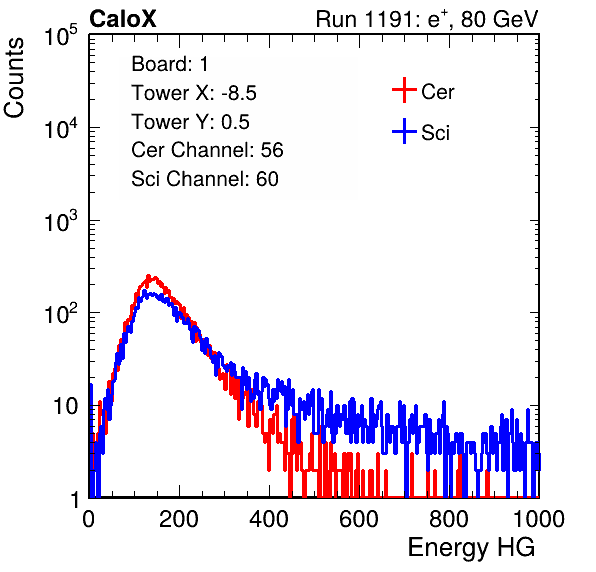 CaloX Run 1191: e⁺, 80 GeV
Counts
Board: 1
Tower X: -8.5
Tower Y: 0.5
Cer Channel: 56
Sci Channel: 60
Cer
Sci
10⁵
10⁴
10³
10²
10
1
0 200 400 600 800 1000
Energy HG